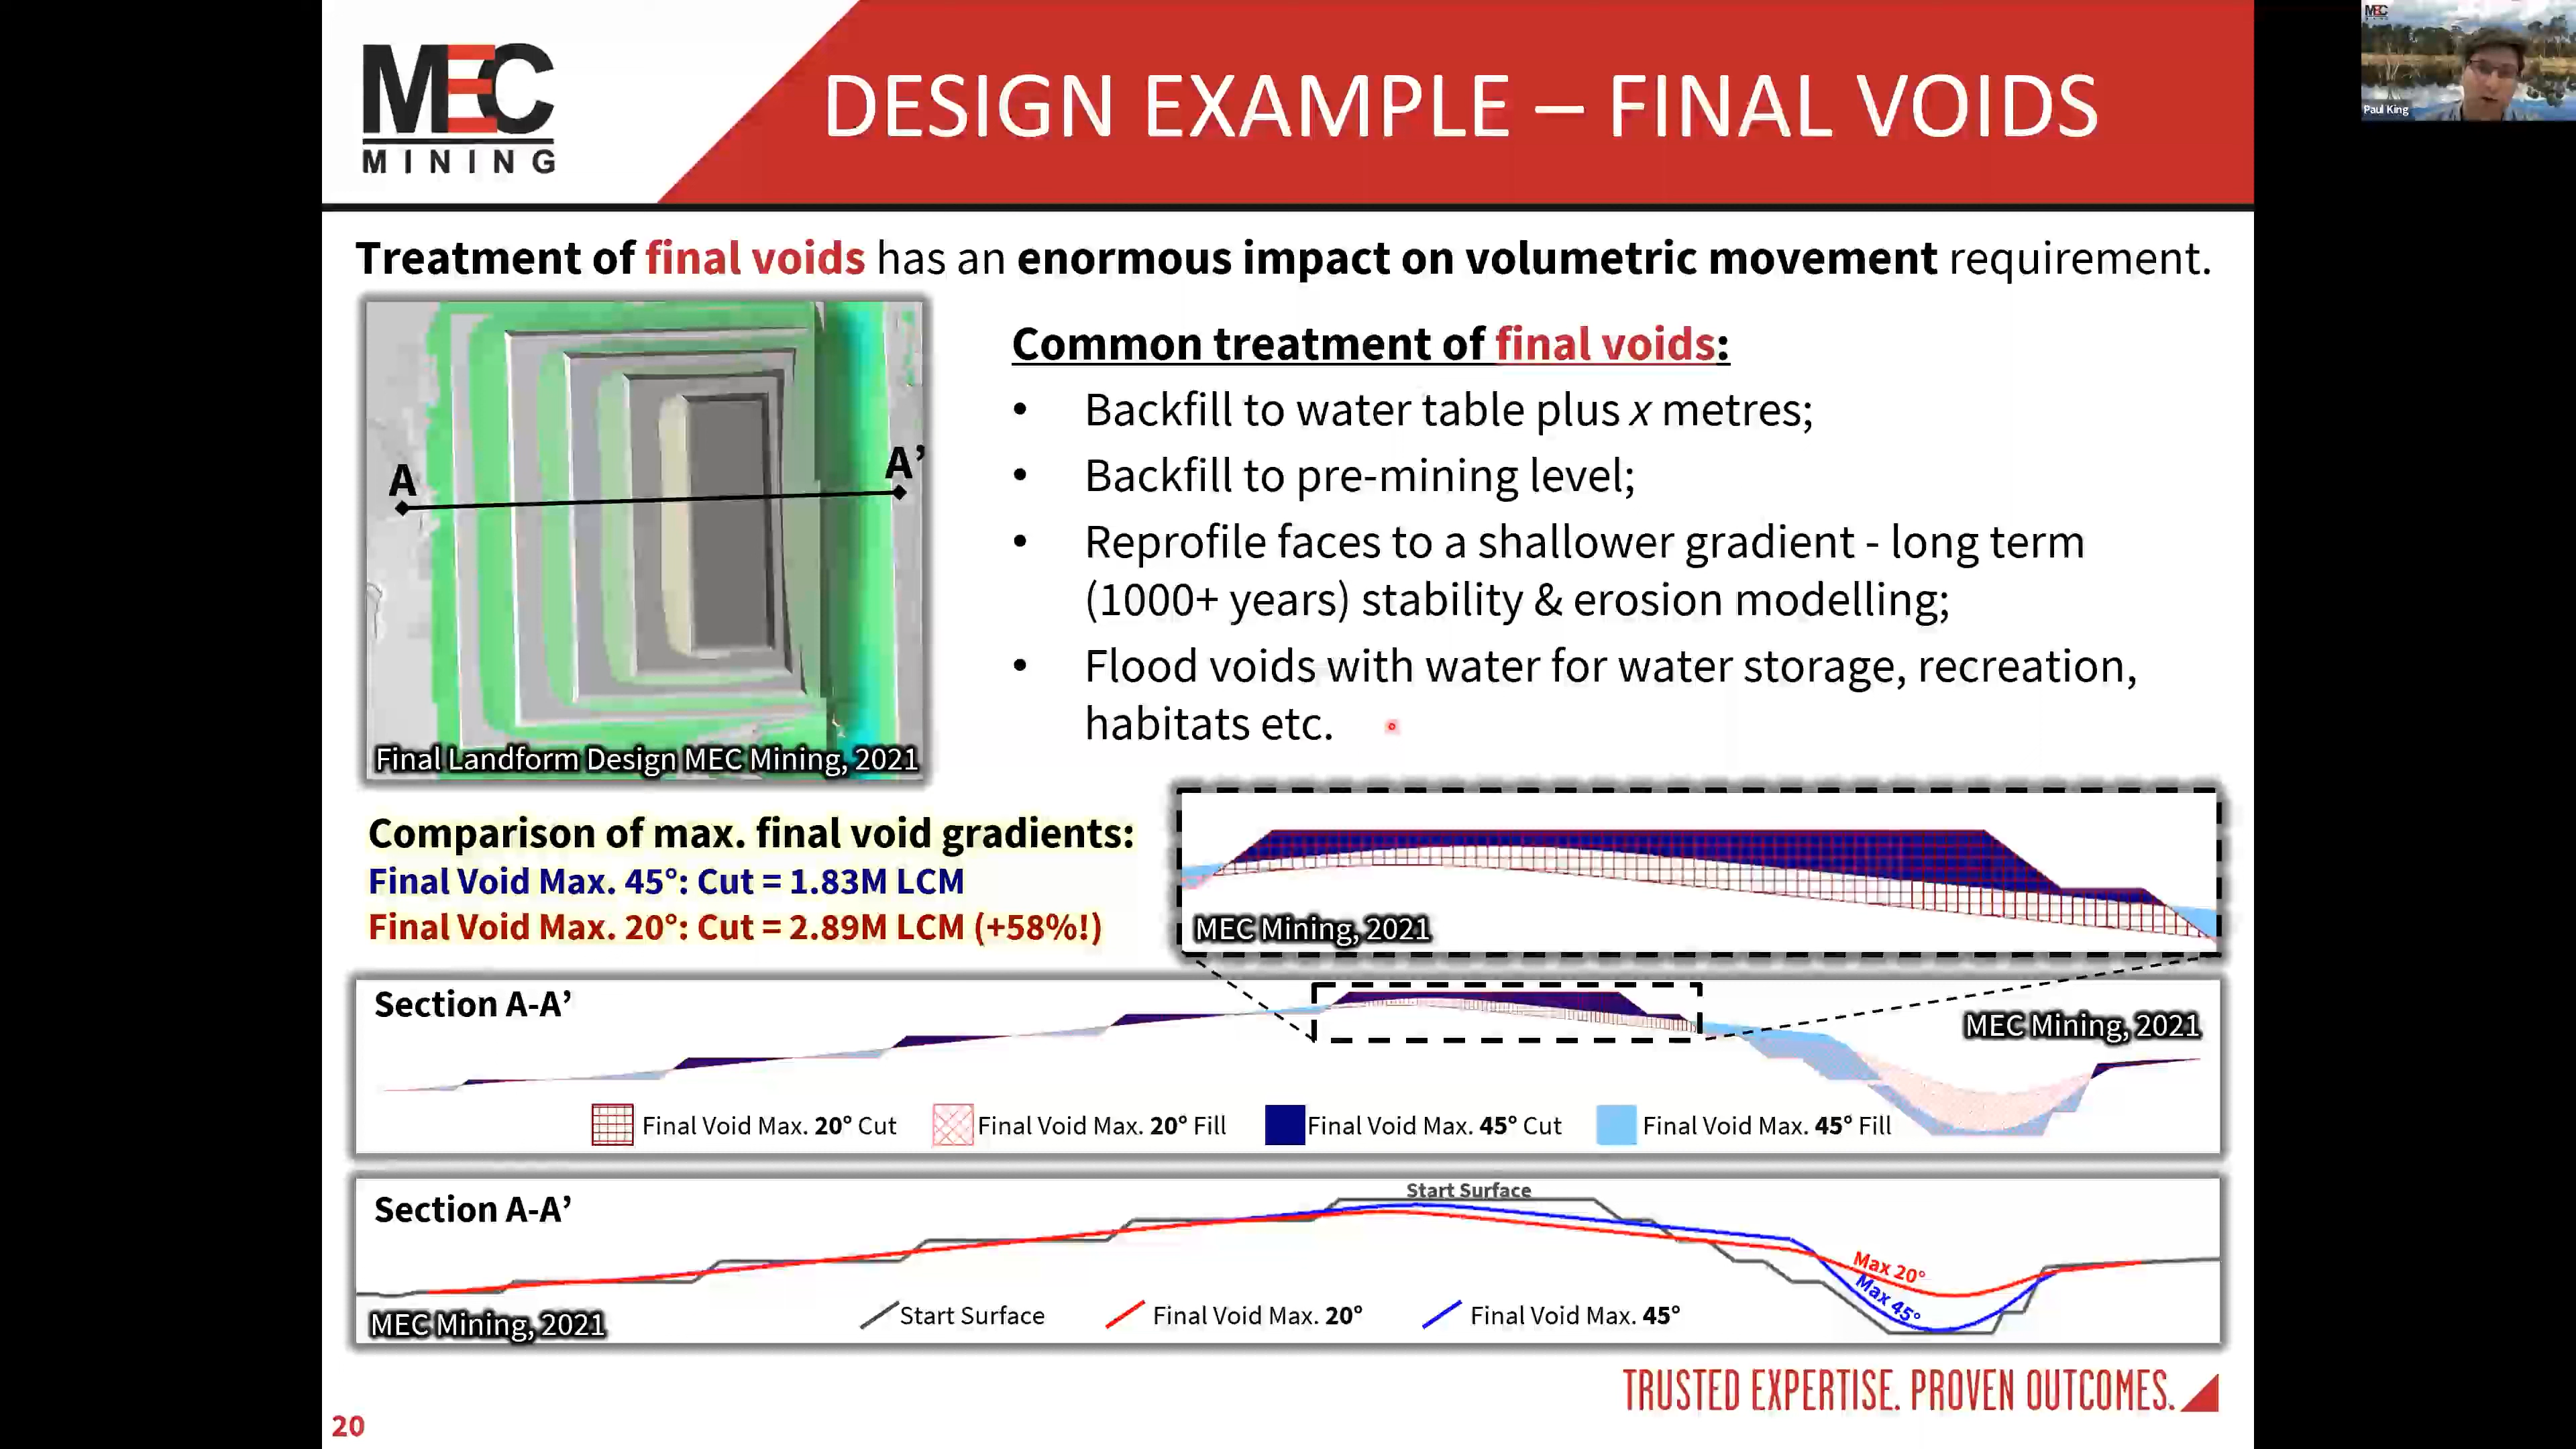 MEC
MINING
DESIGN EXAMPLE – FINAL VOIDS
MEC
Paul King
Treatment of final voids has an enormous impact on volumetric movement requirement.
A
A’
Final Landform Design MEC Mining, 2021
Common treatment of final voids:
• Backfill to water table plus x metres;
• Backfill to pre-mining level;
• Reprofile faces to a shallower gradient - long term
(1000+ years) stability & erosion modelling;
• Flood voids with water for water storage, recreation,
habitats etc.
Comparison of max. final void gradients:
Final Void Max. 45°: Cut = 1.83M LCM
Final Void Max. 20°: Cut = 2.89M LCM (+58%!)
MEC Mining, 2021
Section A-A’
MEC Mining, 2021
Final Void Max. 20° Cut
Final Void Max. 20° Fill
Final Void Max. 45° Cut
Final Void Max. 45° Fill
Section A-A’
Start Surface
Max 20°
Max 45°
MEC Mining, 2021
Start Surface
Final Void Max. 20°
Final Void Max. 45°
TRUSTED EXPERTISE. PROVEN OUTCOMES.
20